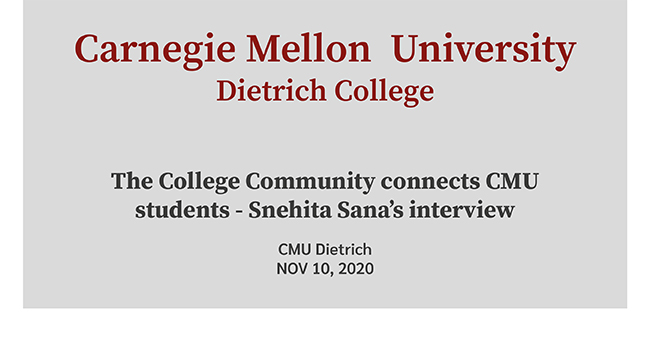 Carnegie Mellon  University
Dietrich College
The College Community connects CMU
students - Snehita Sana’s interview
CMU Dietrich
NOV 10, 2020